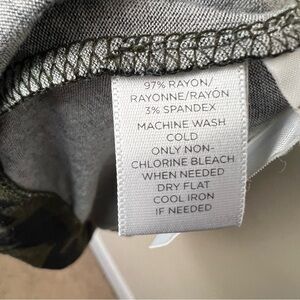 97% RAYON/
RAYONNE/RAYÓN
3% SPANDEX
MACHINE WASH
COLD
ONLY NON-
CHLORINE BLEACH
WHEN NEEDED
DRY FLAT
COOL IRON
IF NEEDED